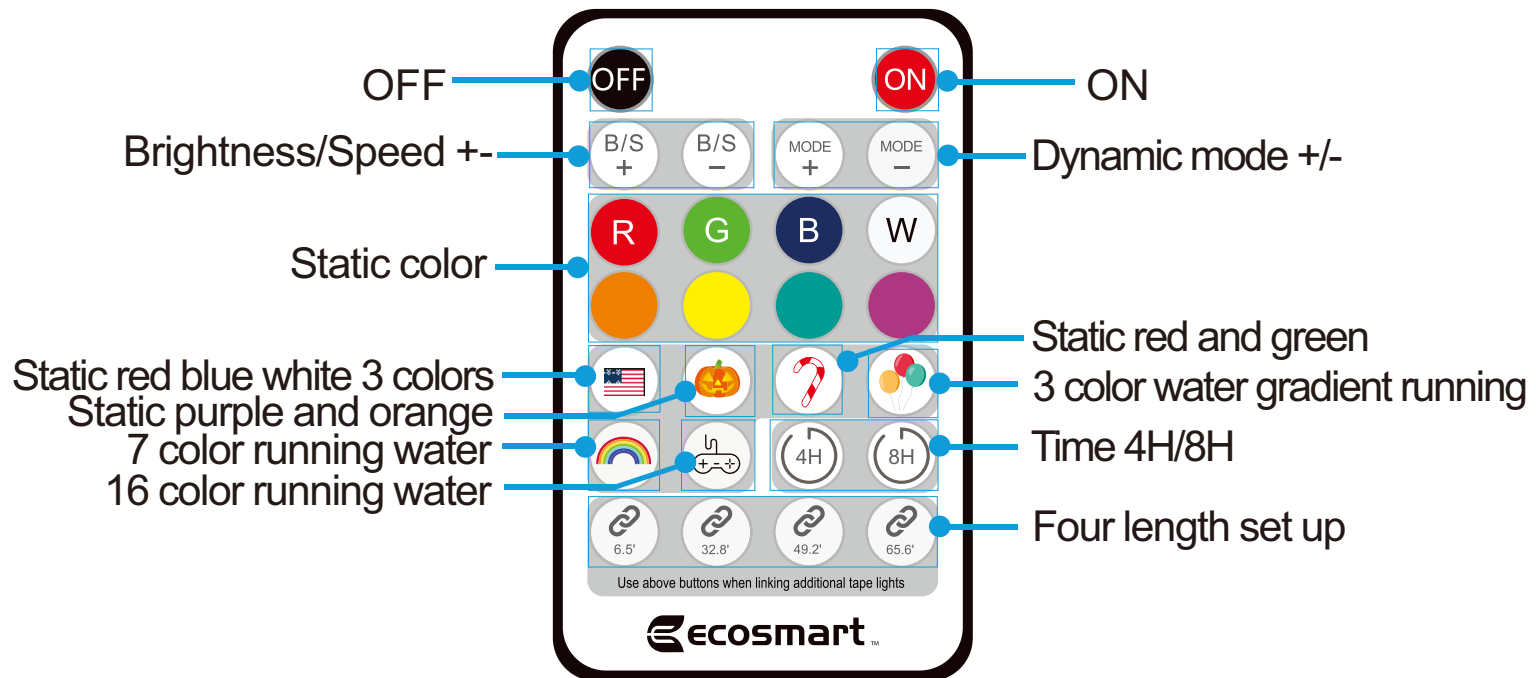 OFF
OFF
ON
ON
Brightness/Speed +-
B/S +
B/S −
MODE +
MODE −
Dynamic mode +/-
Static color
R
G
B
W
Static red and green
Static red blue white 3 colors
3 color water gradient running
Static purple and orange
7 color running water
4H
8H
Time 4H/8H
16 color running water
6.5'
32.8'
49.2'
65.6'
Four length set up
Use above buttons when linking additional tape lights
ecosmart ™